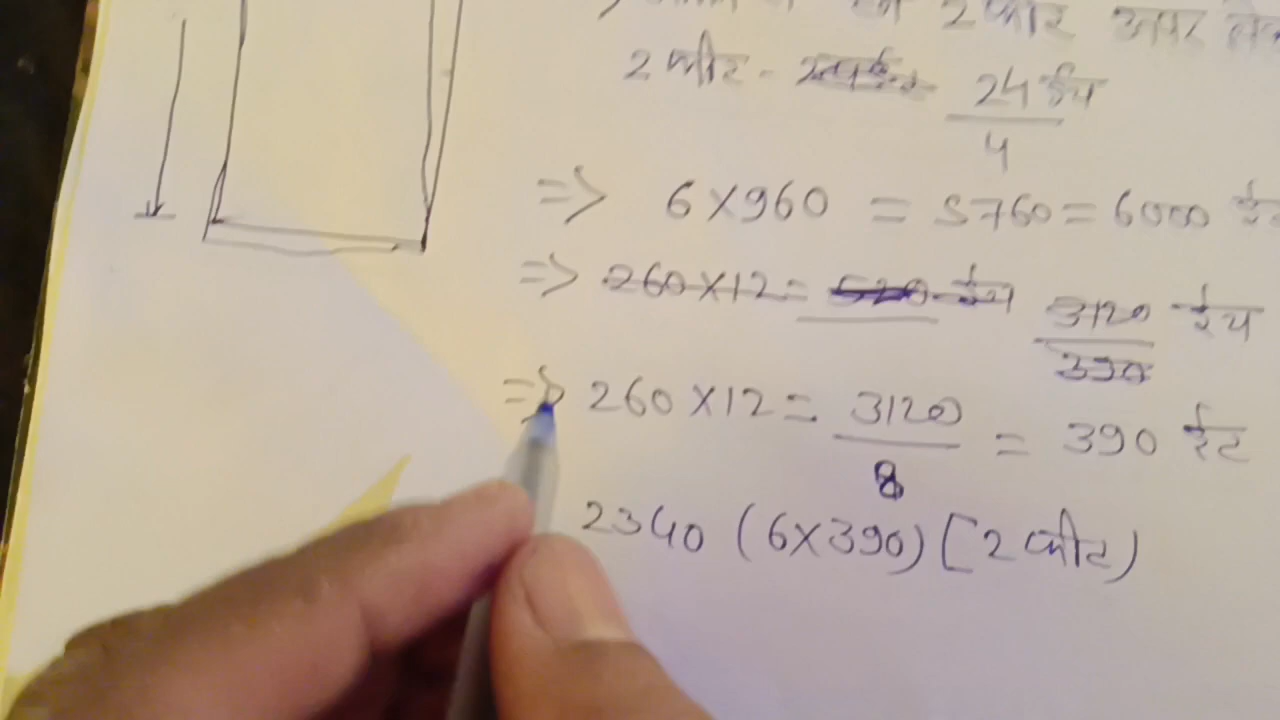 2 फीट
2 फीट - 24 ईंच
4
=> 6×960 = 5760 = 6000
=> 260×12 = 520 ईंच 3120 ईंच
390
=> 260×12 = 3120 = 390 ईंट
8
2340 (6×390) [2 फीट)